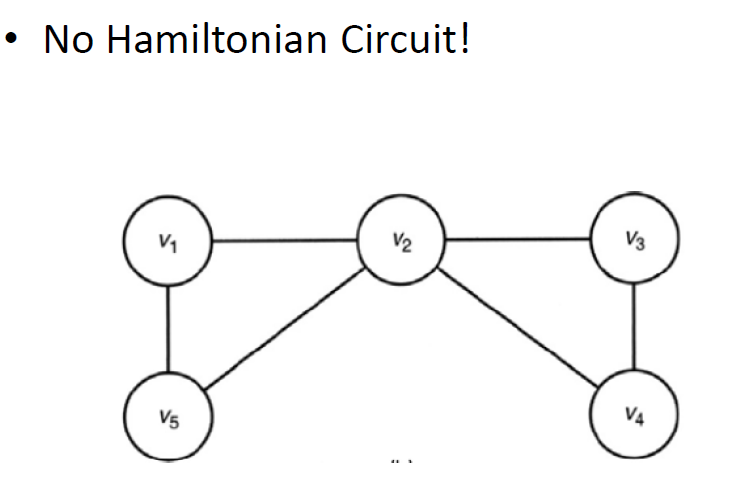 • No Hamiltonian Circuit!
V1 V2 V3
V5 V4